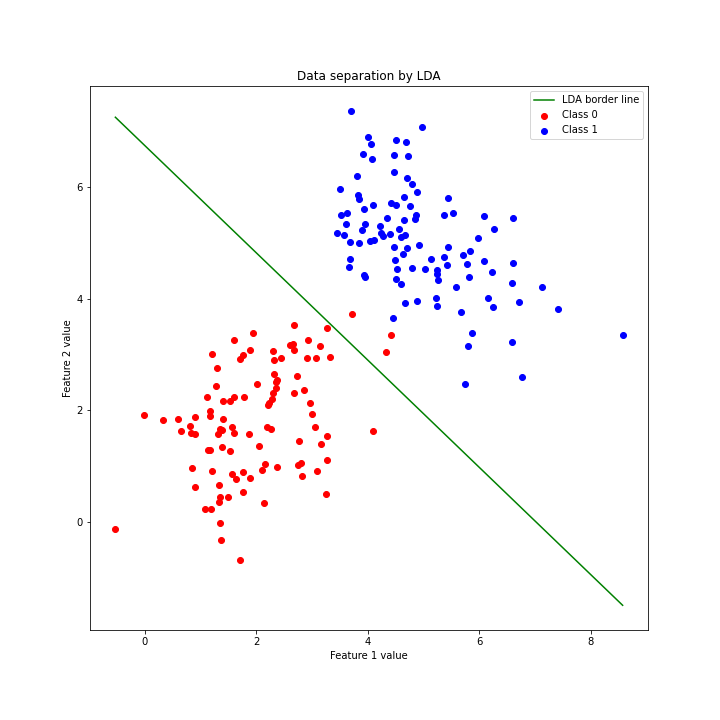 Data separation by LDA
LDA border line
Class 0
Class 1
6
4
2
0
Feature 2 value
0 2 4 6 8
Feature 1 value